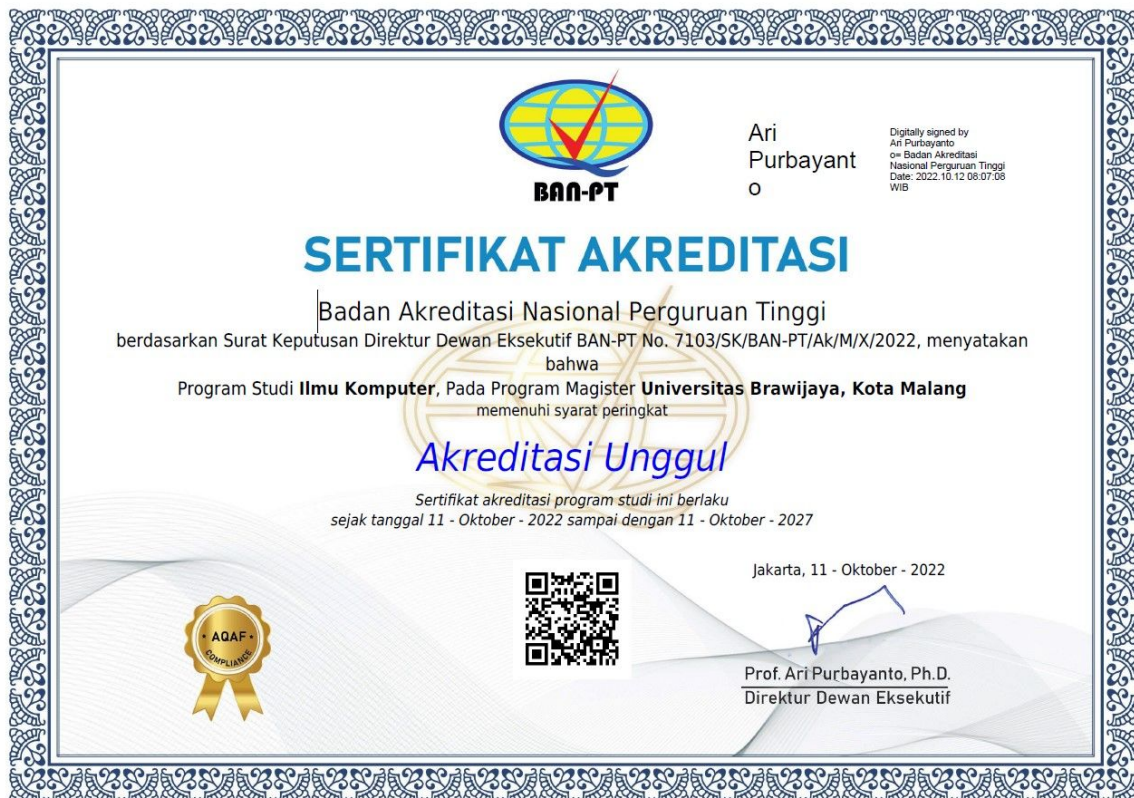 BAN-PT
Ari
Purbayant
o
Digitally signed by
Ari Purbayanto
o= Badan Akreditasi
Nasional Perguruan Tinggi
Date: 2022.10.12 08:07:08
WIB
SERTIFIKAT AKREDITASI
Badan Akreditasi Nasional Perguruan Tinggi
berdasarkan Surat Keputusan Direktur Dewan Eksekutif BAN-PT No. 7103/SK/BAN-PT/Ak/M/X/2022, menyatakan
bahwa
Program Studi Ilmu Komputer, Pada Program Magister Universitas Brawijaya, Kota Malang
memenuhi syarat peringkat
Akreditasi Unggul
Sertifikat akreditasi program studi ini berlaku
sejak tanggal 11 - Oktober - 2022 sampai dengan 11 - Oktober - 2027
Jakarta, 11 - Oktober - 2022
AQAF
COMPLIANCE
Prof. Ari Purbayanto, Ph.D.
Direktur Dewan Eksekutif